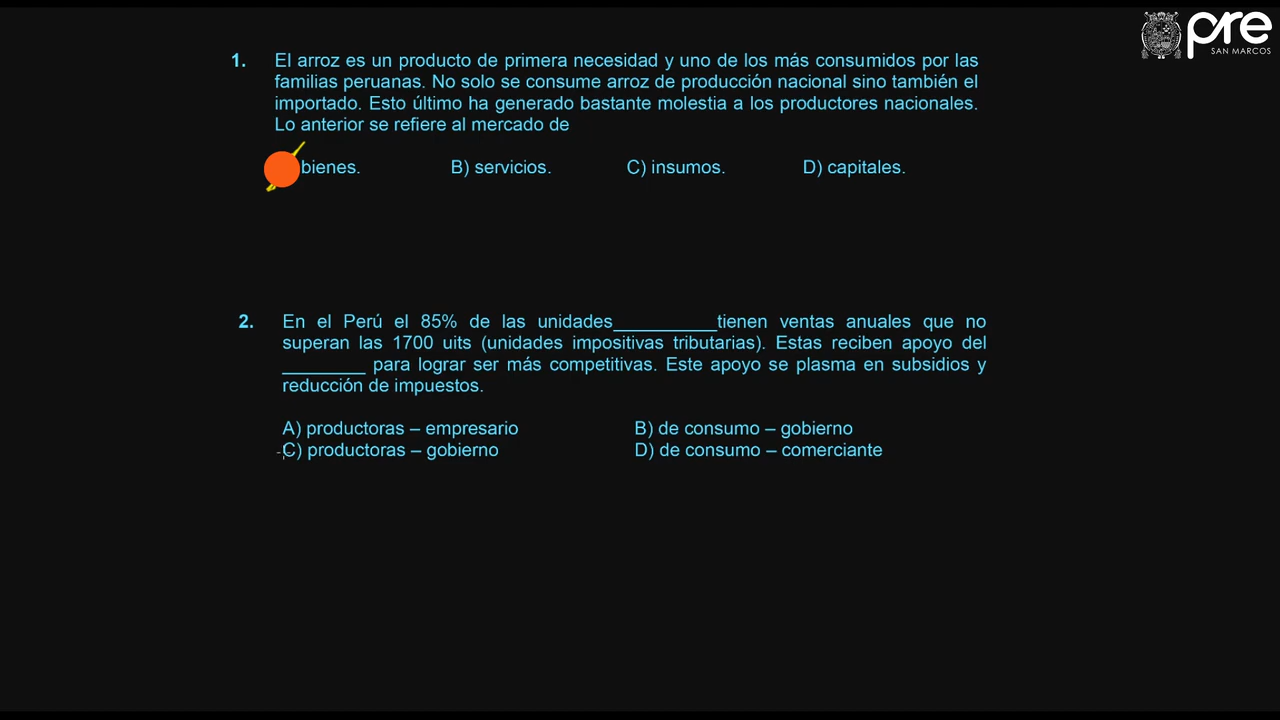 pre
SAN MARCOS
1. El arroz es un producto de primera necesidad y uno de los más consumidos por las
familias peruanas. No solo se consume arroz de producción nacional sino también el
importado. Esto último ha generado bastante molestia a los productores nacionales.
Lo anterior se refiere al mercado de
bienes. B) servicios. C) insumos. D) capitales.
2. En el Perú el 85% de las unidades__________tienen ventas anuales que no
superan las 1700 uits (unidades impositivas tributarias). Estas reciben apoyo del
________ para lograr ser más competitivas. Este apoyo se plasma en subsidios y
reducción de impuestos.
A) productoras – empresario B) de consumo – gobierno
C) productoras – gobierno D) de consumo – comerciante